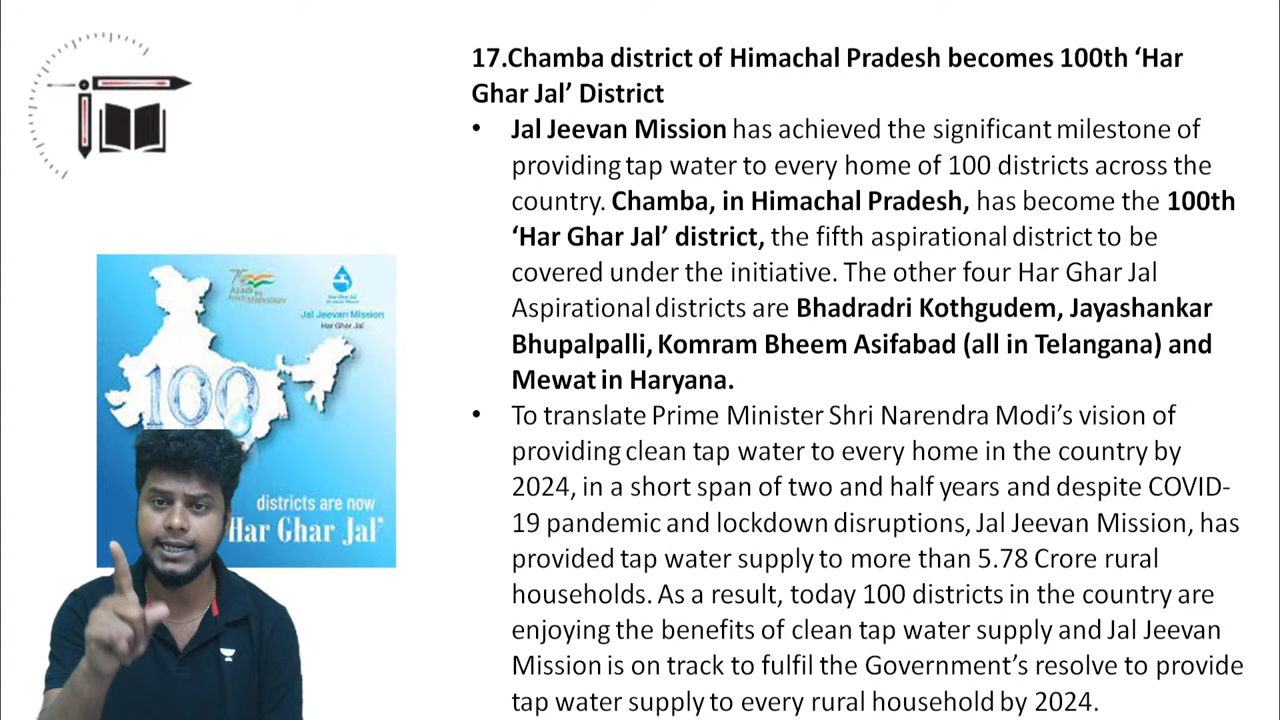 17.Chamba district of Himachal Pradesh becomes 100th ‘Har
Ghar Jal’ District
• Jal Jeevan Mission has achieved the significant milestone of
providing tap water to every home of 100 districts across the
country. Chamba, in Himachal Pradesh, has become the 100th
‘Har Ghar Jal’ district, the fifth aspirational district to be
covered under the initiative. The other four Har Ghar Jal
Aspirational districts are Bhadradri Kothgudem, Jayashankar
Bhupalpalli, Komram Bheem Asifabad (all in Telangana) and
Mewat in Haryana.
• To translate Prime Minister Shri Narendra Modi’s vision of
providing clean tap water to every home in the country by
2024, in a short span of two and half years and despite COVID-
19 pandemic and lockdown disruptions, Jal Jeevan Mission, has
provided tap water supply to more than 5.78 Crore rural
households. As a result, today 100 districts in the country are
enjoying the benefits of clean tap water supply and Jal Jeevan
Mission is on track to fulfil the Government’s resolve to provide
tap water supply to every rural household by 2024.
75
Azadi
Amrit Mahotsav
Har Ghar Jal
Jal Jeevan Mission
Har Ghar Jal
100
districts are now
Har Ghar Jal’